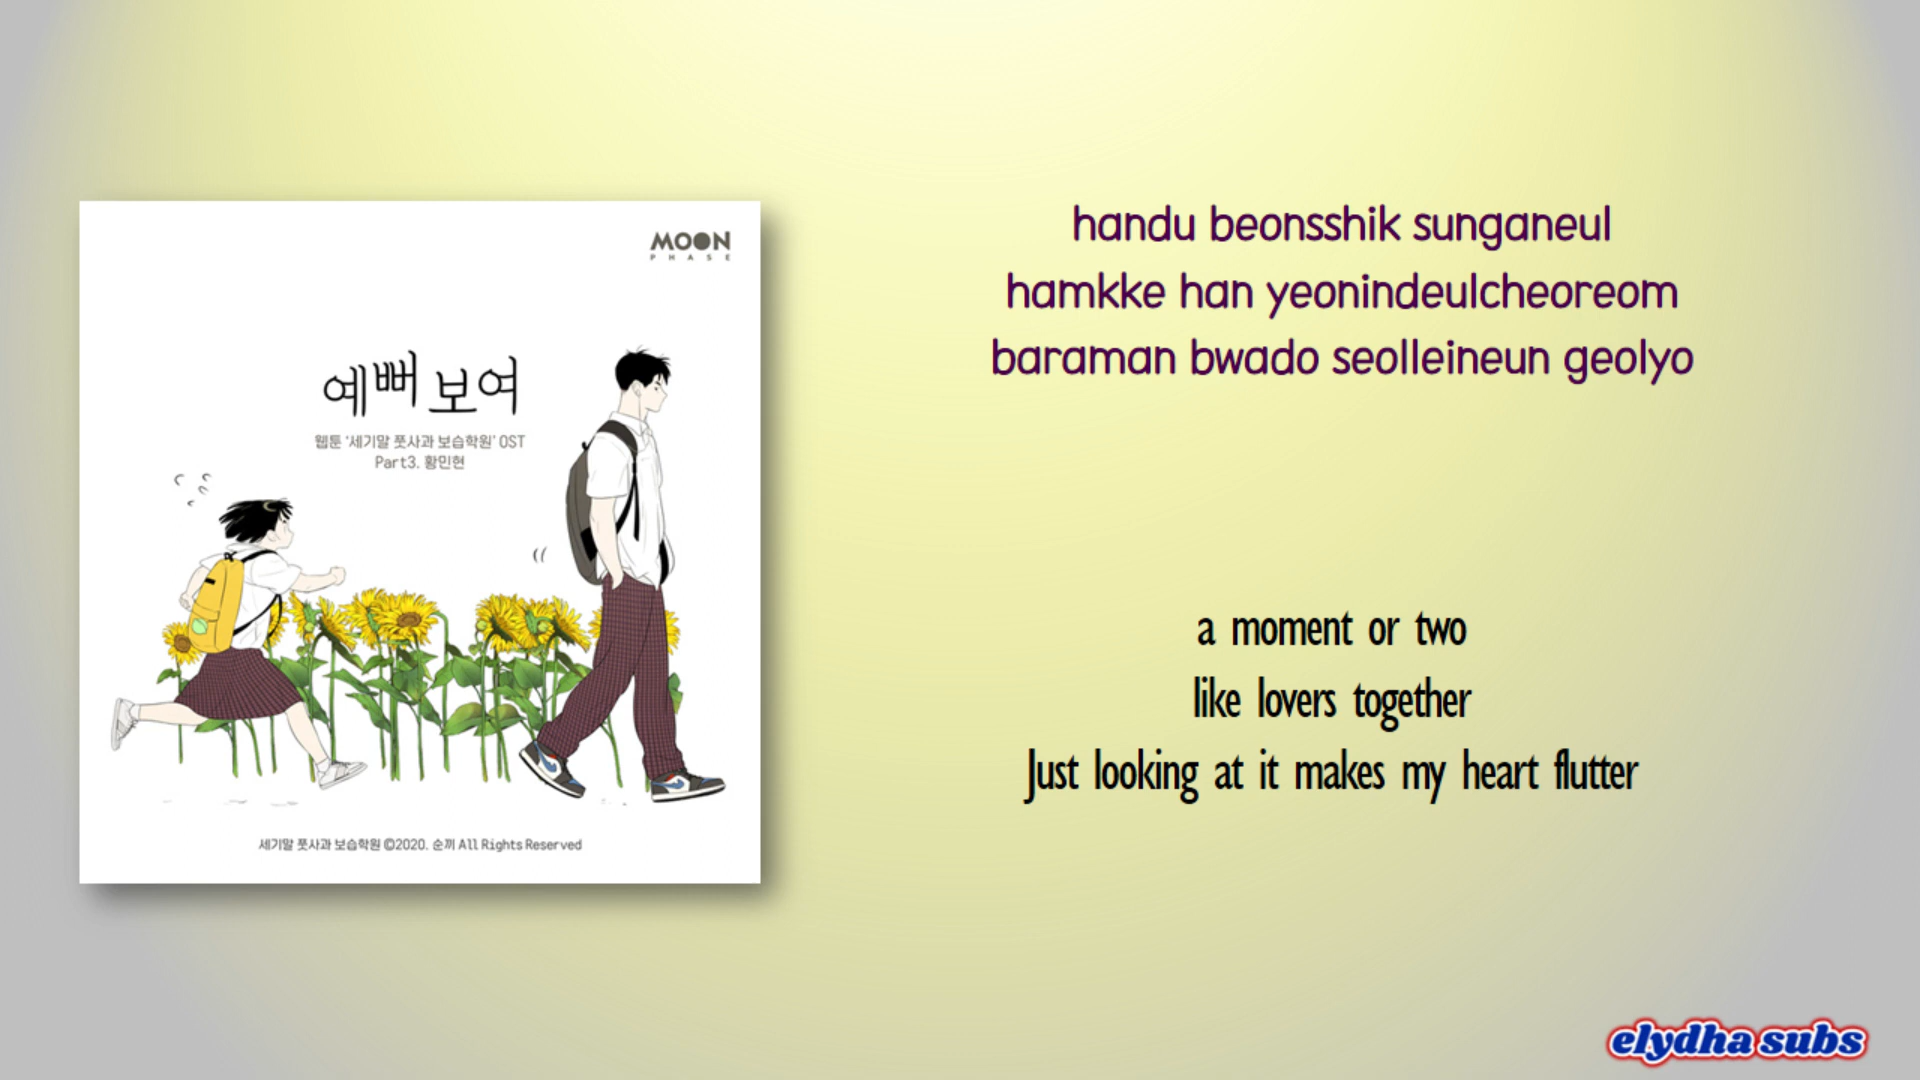 MOON
PHASE
예뻐 보여
웹툰 '세기말 풋사과 보습학원' OST
Part3. 황민현
세기말 풋사과 보습학원 ©2020. 순끼 All Rights Reserved
handu beonsshik sunganeul
hamkke han yeonindeulcheoreom
baraman bwado seolleineun geolyo
a moment or two
like lovers together
Just looking at it makes my heart flutter
elydha subs